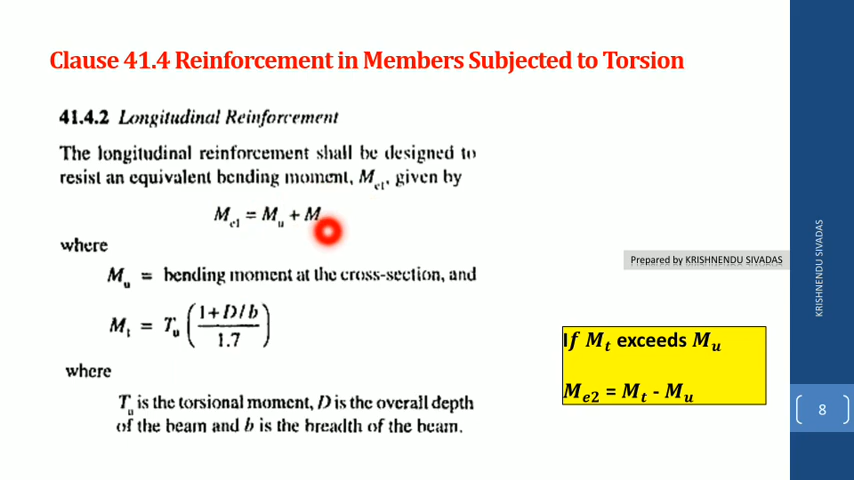 Clause 41.4 Reinforcement in Members Subjected to Torsion
41.4.2 Longitudinal Reinforcement
The longitudinal reinforcement shall be designed to
resist an equivalent bending moment, Me1, given by
Me1 = Mu + M
where
Mu = bending moment at the cross-section, and
Mt = Tu ( (1+D/b) / 1.7 )
where
Tu is the torsional moment, D is the overall depth
of the beam and b is the breadth of the beam.
Prepared by KRISHNENDU SIVADAS
If Mt exceeds Mu
Me2 = Mt - Mu
KRISHNENDU SIVADAS
8